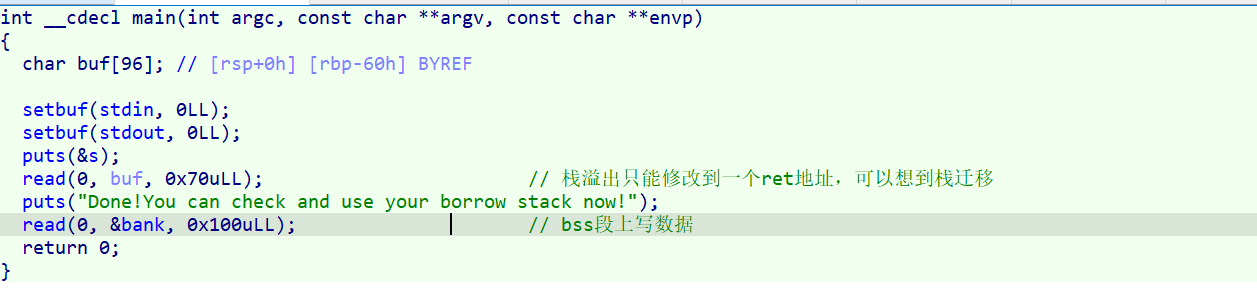 int __cdecl main(int argc, const char **argv, const char **envp)
{
char buf[96]; // [rsp+0h] [rbp-60h] BYREF
setbuf(stdin, 0LL);
setbuf(stdout, 0LL);
puts(&s);
read(0, buf, 0x70uLL); // 栈溢出只能修改到一个ret地址，可以想到栈迁移
puts("Done!You can check and use your borrow stack now!");
read(0, &bank, 0x100uLL); // bss段上写数据
return 0;
}